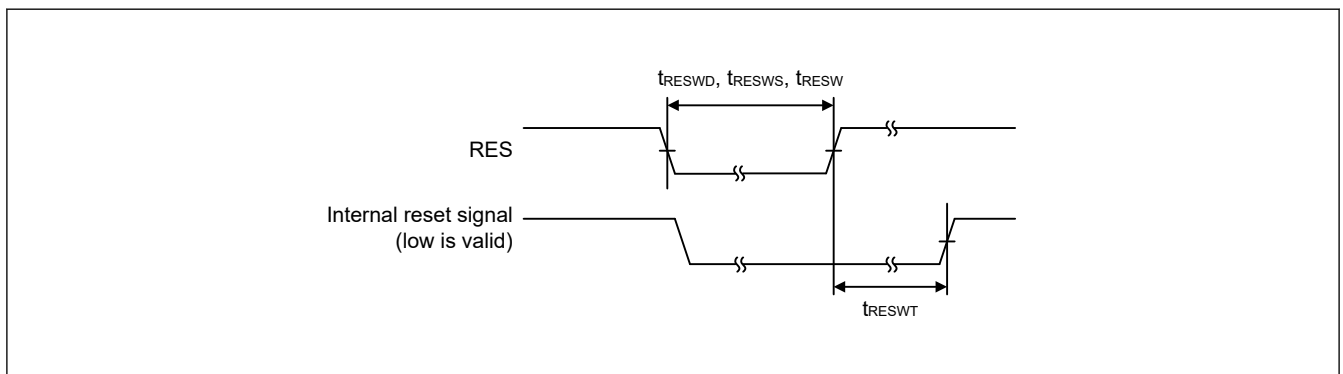 tRESWD, tRESWS, tRESW
RES
Internal reset signal
(low is valid)
tRESWT